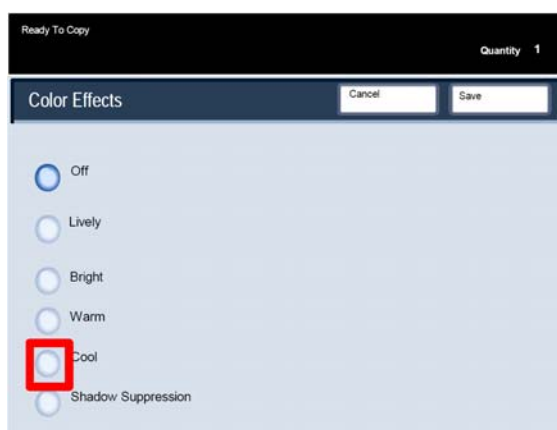 Ready To Copy
Quantity 1
Color Effects
Cancel
Save
Off
Lively
Bright
Warm
Cool
Shadow Suppression